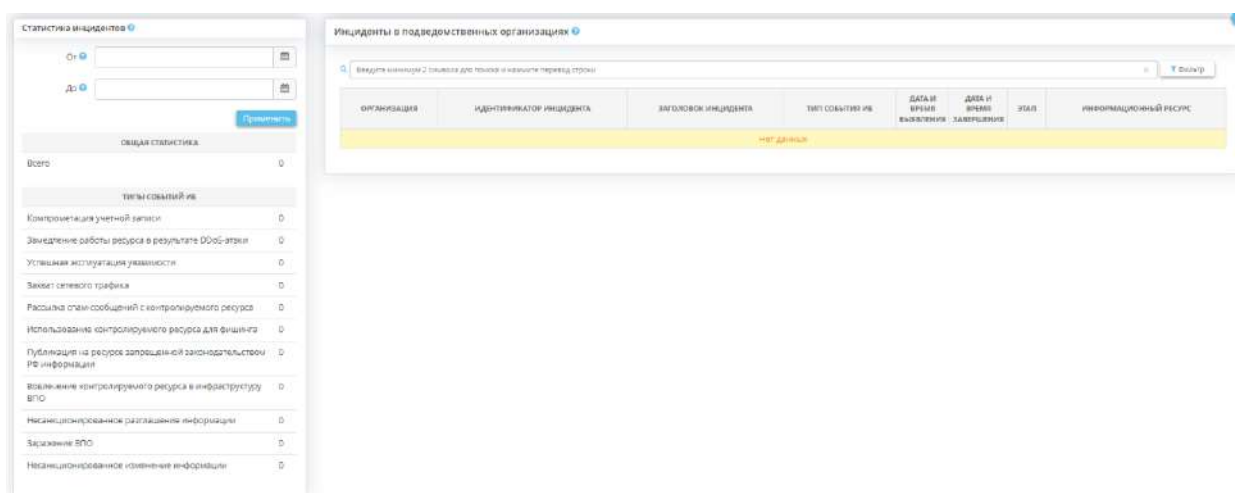 Статистика инцидентов
От
До
Применить
ОБЩАЯ СТАТИСТИКА
Всего 0
ТИПЫ СОБЫТИЙ ИБ
Компрометация учетной записи 0
Замедление работы ресурса в результате DDoS-атаки 0
Успешная эксплуатация уязвимости 0
Захват сетевого трафика 0
Рассылка спам-сообщений с контролируемого ресурса 0
Использование контролируемого ресурса для фишинга 0
Публикация на ресурсе запрещенной законодательством 0
РФ информации
Вовлечение контролируемого ресурса в инфраструктуру 0
ВПО
Несанкционированное разглашение информации 0
Заражение ВПО 0
Несанкционированное изменение информации 0
Инциденты в подведомственных организациях
Введите минимум 2 символа для поиска и нажмите перевод строки
Фильтр
ОРГАНИЗАЦИЯ ИДЕНТИФИКАТОР ИНЦИДЕНТА ЗАГОЛОВОК ИНЦИДЕНТА ТИП СОБЫТИЯ ИБ ДАТА И ВРЕМЯ ВЫЯВЛЕНИЯ ДАТА И ВРЕМЯ ЗАВЕРШЕНИЯ ЭТАП ИНФОРМАЦИОННЫЙ РЕСУРС
Нет данных